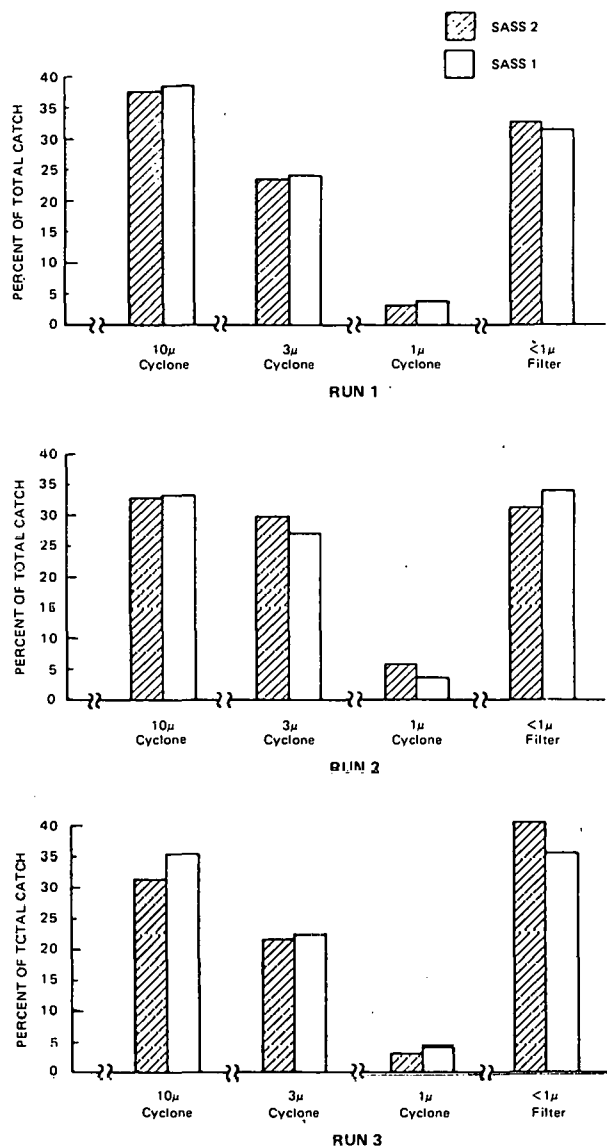 SASS 2
SASS 1
PERCENT OF TOTAL CATCH
40
35
30
25
20
15
10
5
0
10μ
Cyclone
3μ
Cyclone
1μ
Cyclone
<1μ
Filter
RUN 1
PERCENT OF TOTAL CATCH
40
35
30
25
20
15
10
5
0
10μ
Cyclone
3μ
Cyclone
1μ
Cyclone
<1μ
Filter
RUN 2
PERCENT OF TOTAL CATCH
40
35
30
25
20
15
10
5
0
10μ
Cyclone
3μ
Cyclone
1μ
Cyclone
<1μ
Filter
RUN 3